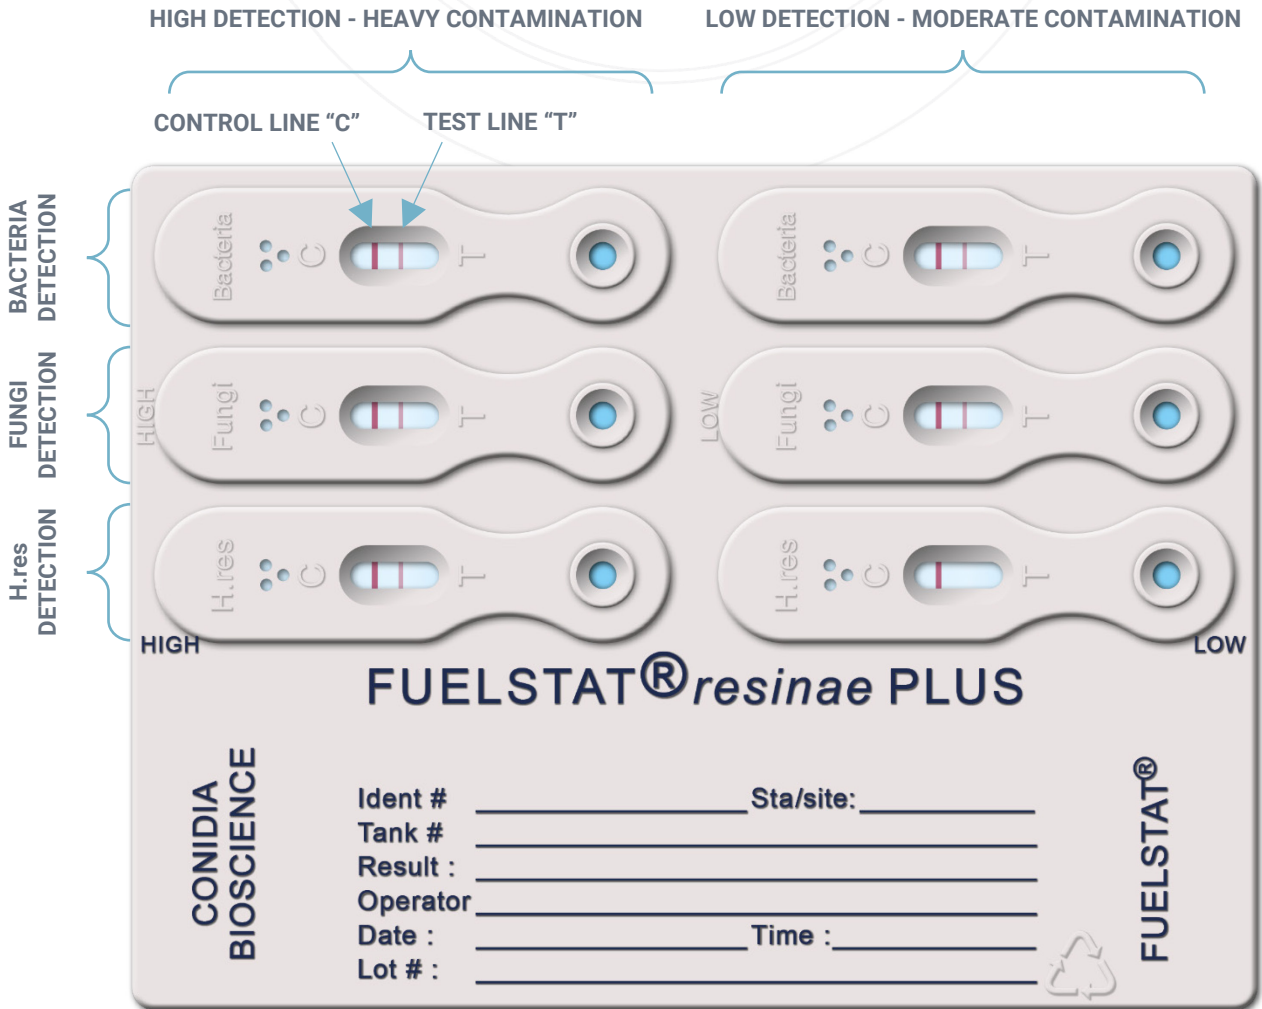 HIGH DETECTION - HEAVY CONTAMINATION
LOW DETECTION - MODERATE CONTAMINATION
CONTROL LINE “C”
TEST LINE “T”
BACTERIA
DETECTION
Bacteria
C
T
Bacteria
C
T
FUNGI
DETECTION
HIGH
Fungi
C
T
LOW
Fungi
C
T
H.res
DETECTION
H.res
C
T
H.res
C
T
HIGH
LOW
FUELSTAT® resinae PLUS
CONIDIA
BIOSCIENCE
Ident # Sta/site:
Tank #
Result :
Operator
Date : Time :
Lot # :
FUELSTAT®